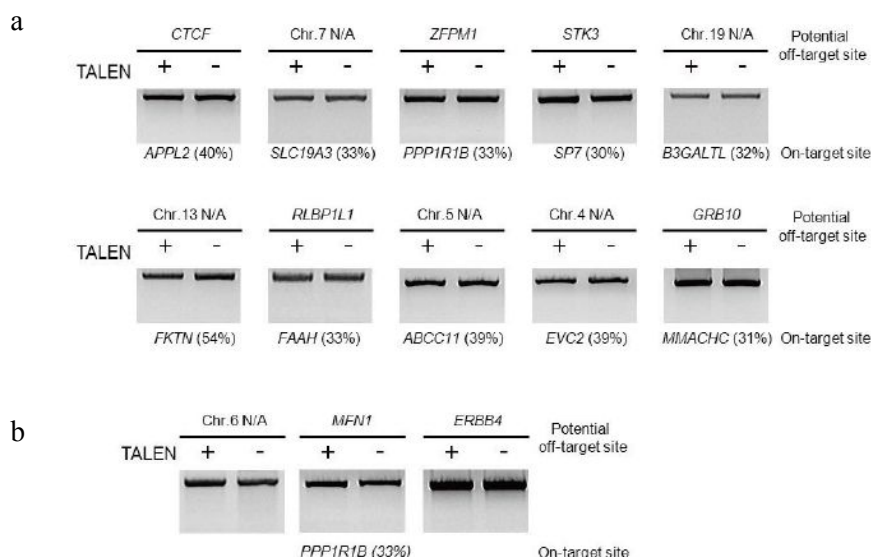 a
CTCF Chr.7 N/A ZFPM1 STK3 Chr.19 N/A Potential off-target site
TALEN + - + - + - + - + -
APPL2 (40%) SLC19A3 (33%) PPP1R1B (33%) SP7 (30%) B3GALTL (32%) On-target site
Chr.13 N/A RLBP1L1 Chr.5 N/A Chr.4 N/A GRB10 Potential off-target site
TALEN + - + - + - + - + -
FKTN (54%) FAAH (33%) ABCC11 (39%) EVC2 (39%) MMACHC (31%) On-target site
b
Chr.6 N/A MFN1 ERBB4 Potential off-target site
TALEN + - + - + -
PPP1R1B (33%) On-target site